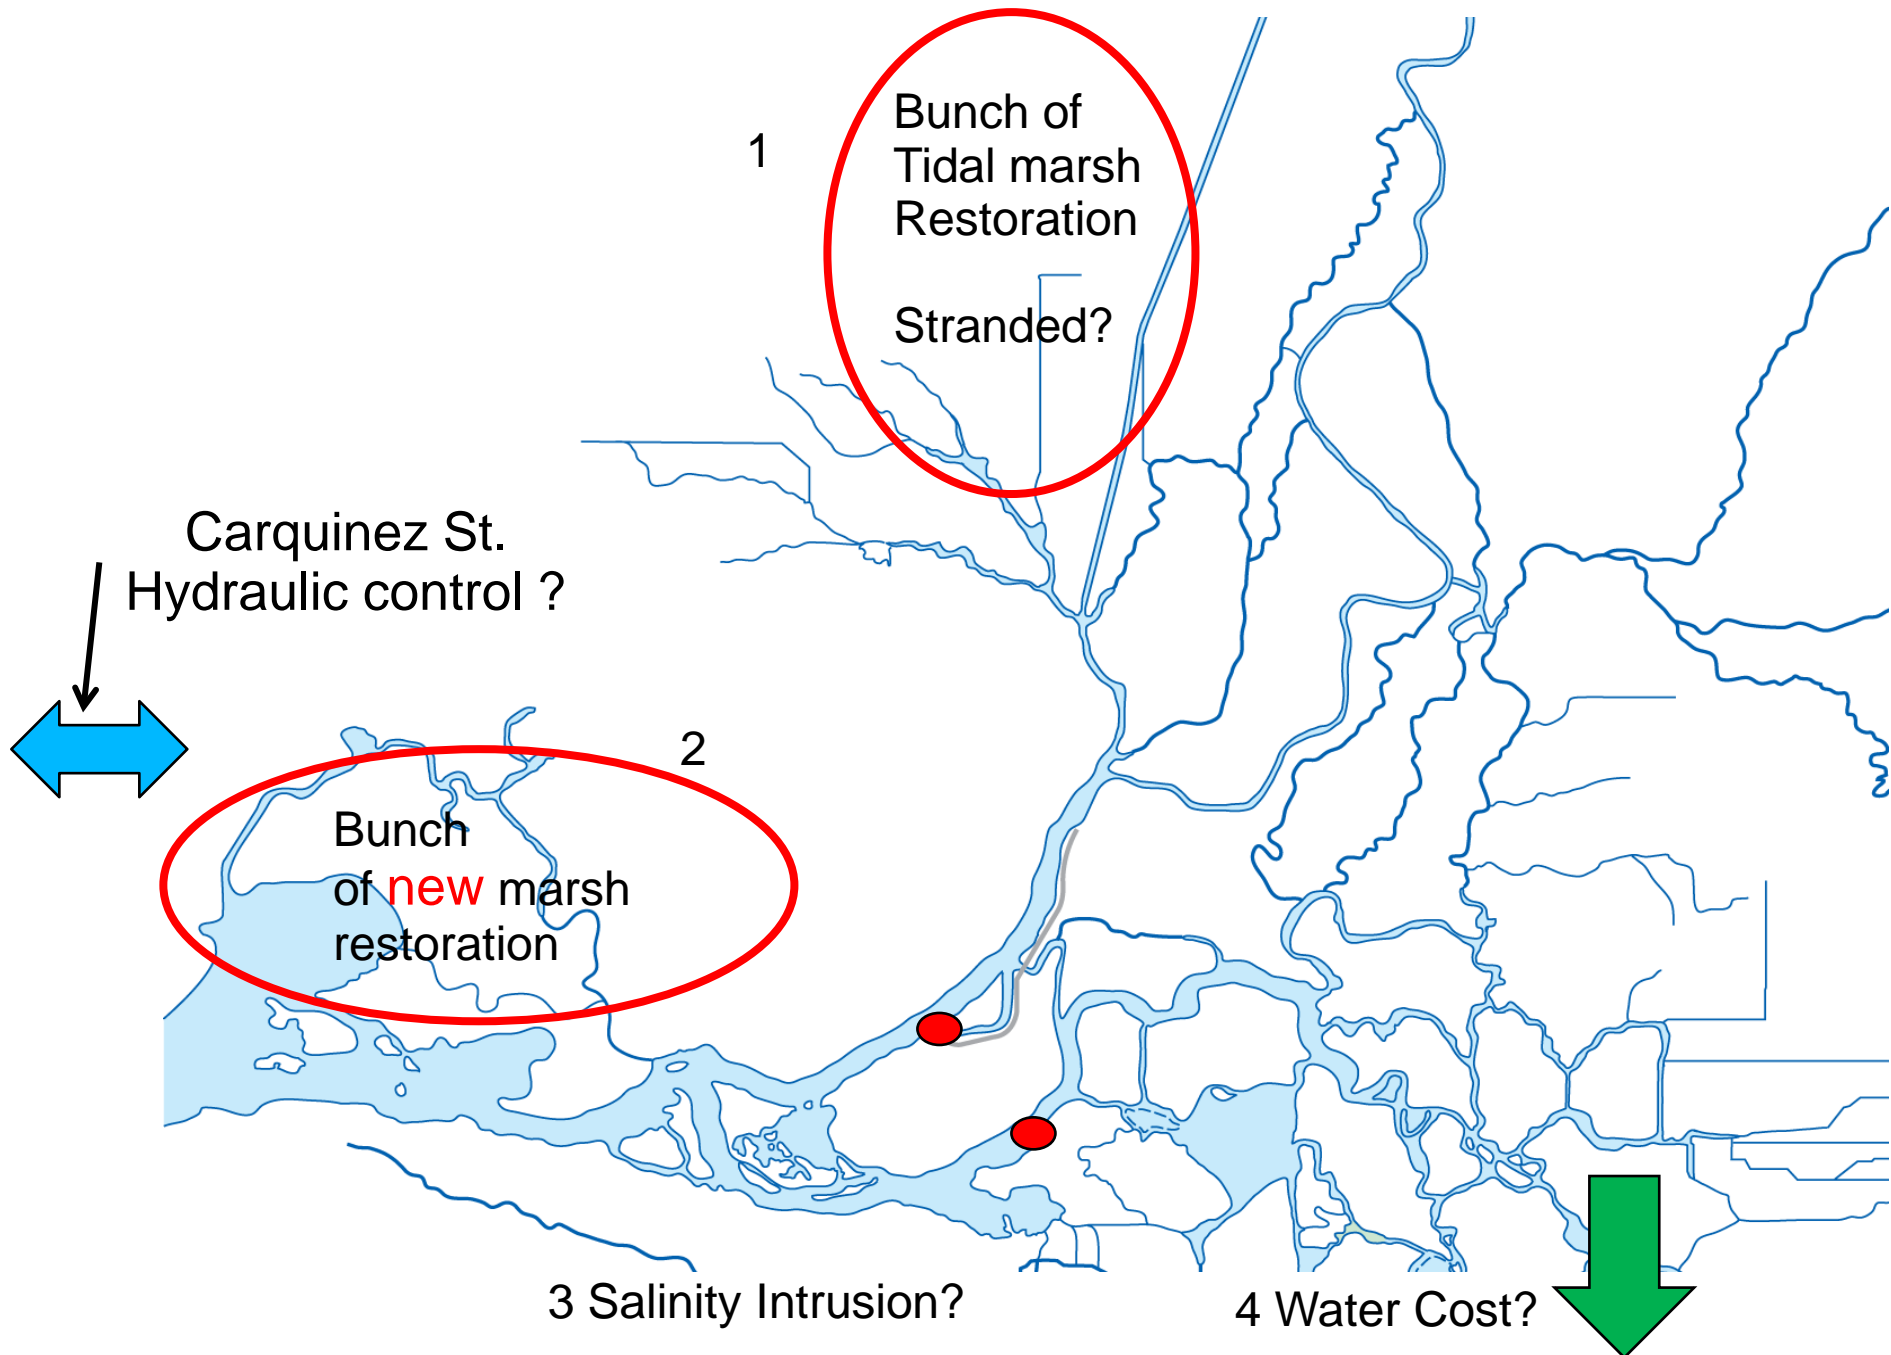 1
Bunch of
Tidal marsh
Restoration
Stranded?
Carquinez St.
Hydraulic control ?
2
Bunch
of new marsh
restoration
3 Salinity Intrusion?
4 Water Cost?